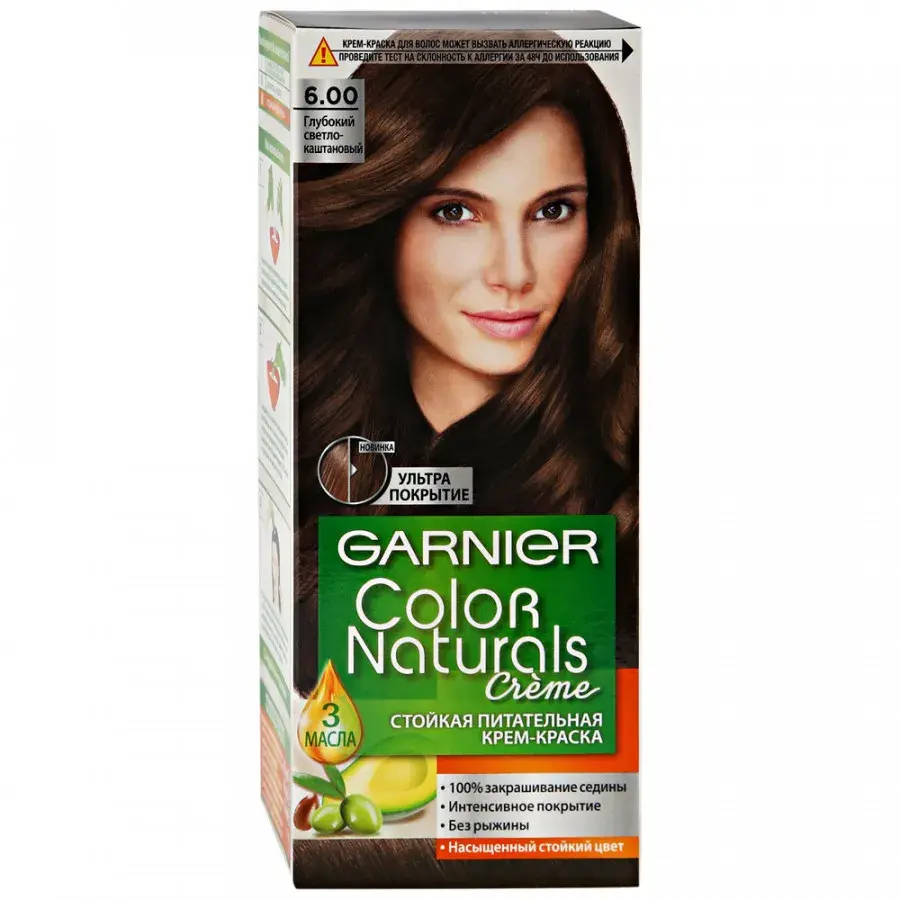 КРЕМ-КРАСКА ДЛЯ ВОЛОС МОЖЕТ ВЫЗВАТЬ АЛЛЕРГИЧЕСКУЮ РЕАКЦИЮ
ПРОВЕДИТЕ ТЕСТ НА СКЛОННОСТЬ К АЛЛЕРГИИ ЗА 48Ч ДО ИСПОЛЬЗОВАНИЯ
6.00
Глубокий
светло-
каштановый
НОВИНКА
УЛЬТРА
ПОКРЫТИЕ
GARNIER
Color
Naturals
Crème
СТОЙКАЯ ПИТАТЕЛЬНАЯ
КРЕМ-КРАСКА
3
МАСЛА
• 100% закрашивание седины
• Интенсивное покрытие
• Без рыжины
• Насыщенный стойкий цвет